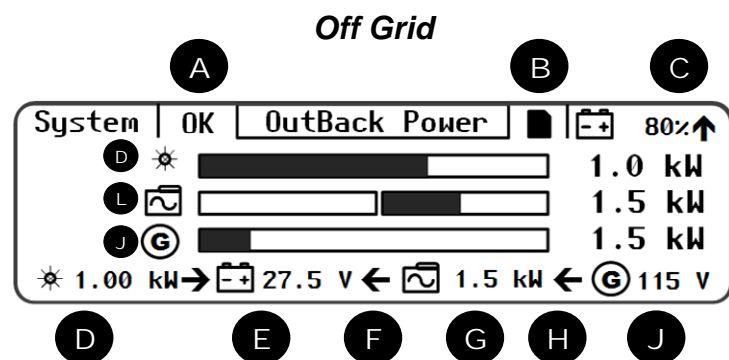 Off Grid
A B C
System OK OutBack Power - + 80%
D 1.0 kW
L 1.5 kW
J G 1.5 kW
1.00 kW - + 27.5 V 1.5 kW G 115 V
D E F G H J